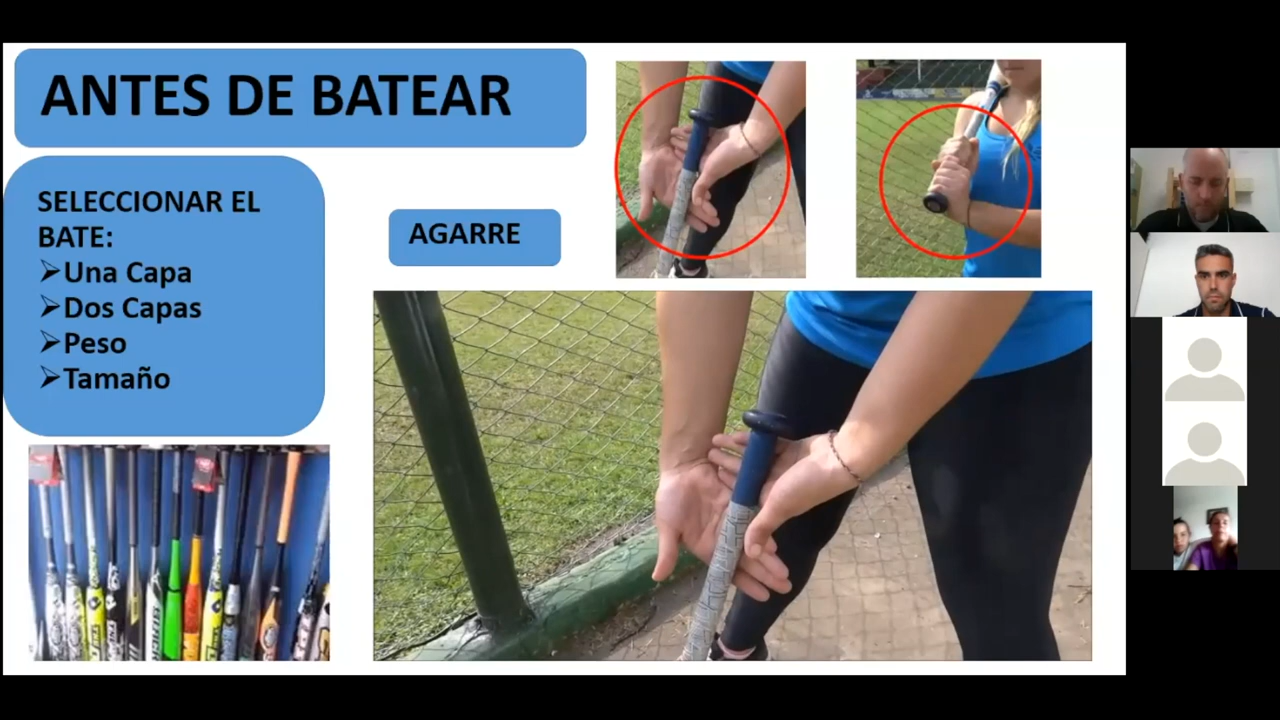 ANTES DE BATEAR
SELECCIONAR EL
BATE:
➢Una Capa
➢Dos Capas
➢Peso
➢Tamaño
AGARRE